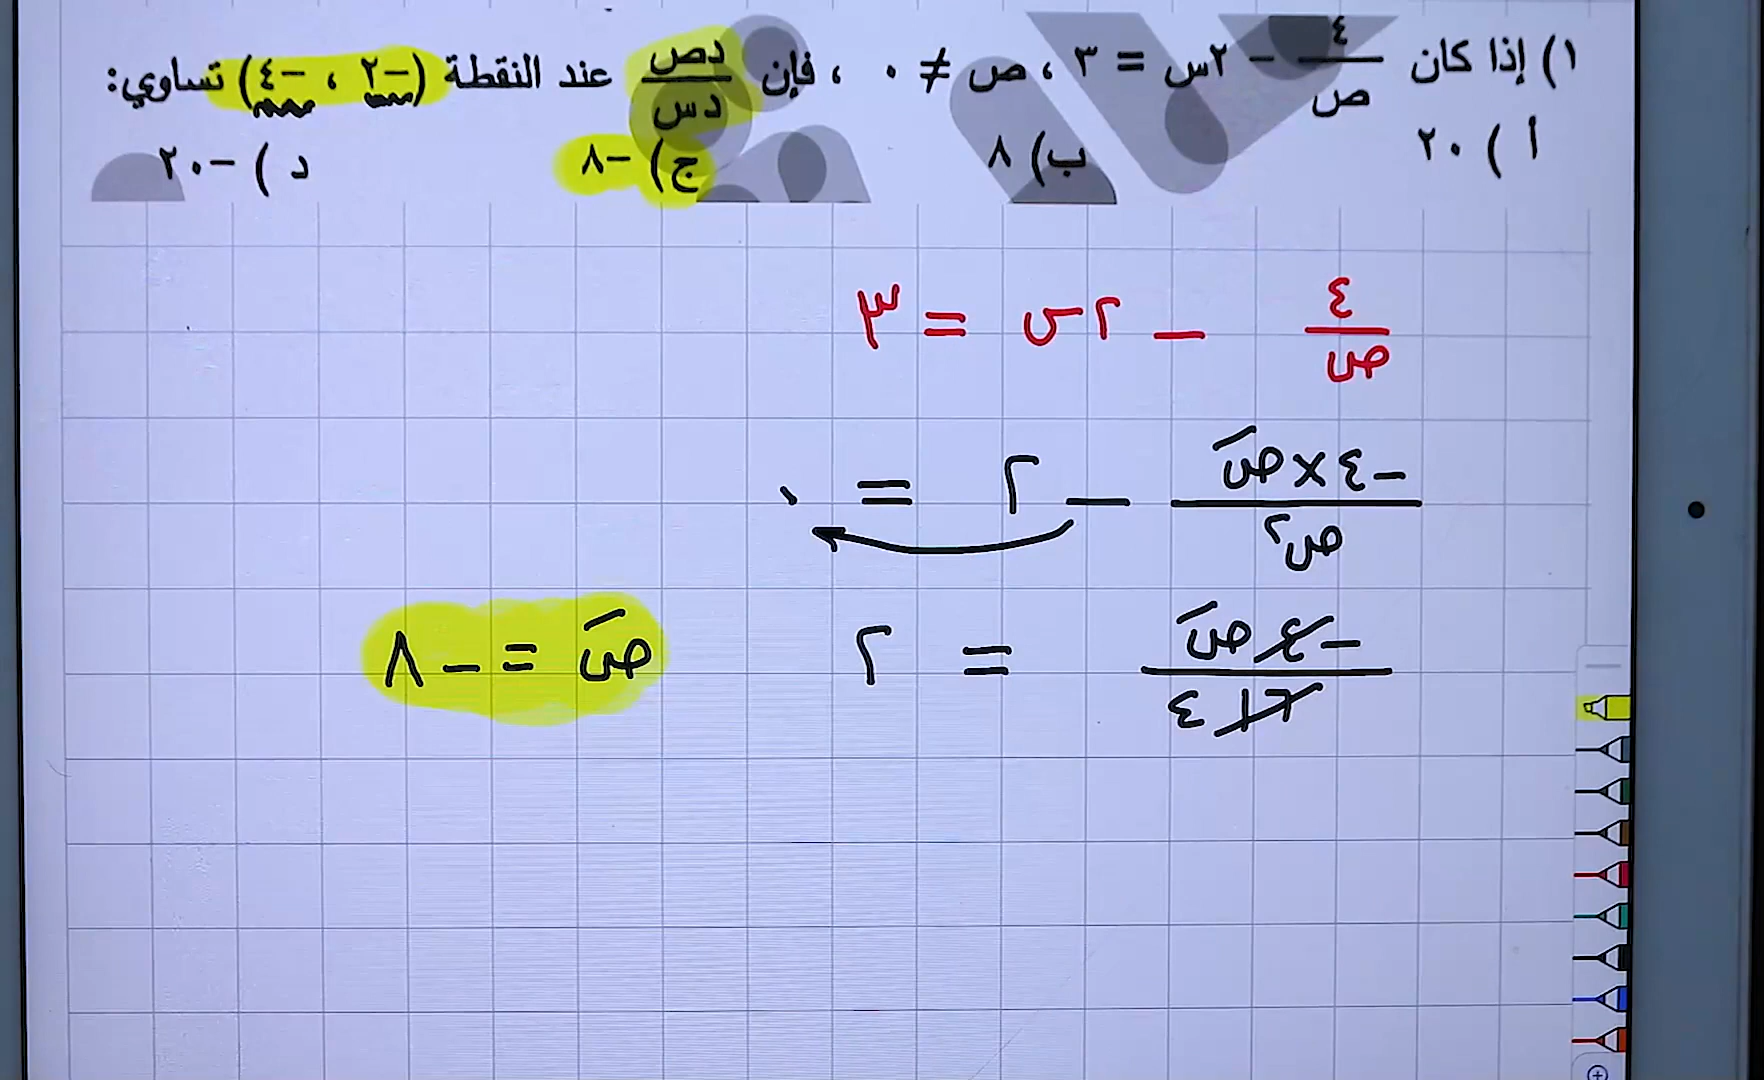 ١) إذا كان ٤/ص − ٢س = ٣ ، ص ≠ ٠ ، فإن دص/دس عند النقطة (−٢ ، −٤) تساوي:
أ ) ٢٠ ب) ٨ ج) −٨ د ) −٢٠
٤/ص − ٢س = ٣
−٤×صَ/ص٢ − ٢ = ٠
−٤صَ/١٦ ٤ = ٢ صَ = −٨